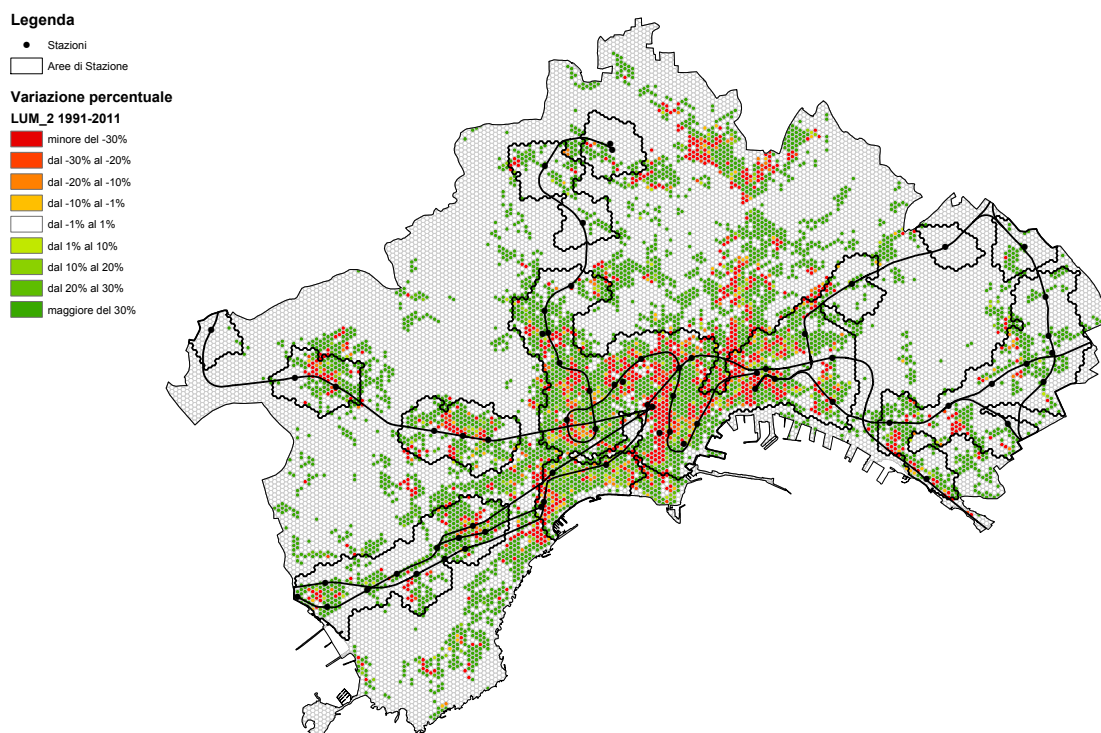 Legenda
Stazioni
Aree di Stazione
Variazione percentuale
LUM_2 1991-2011
minore del -30%
dal -30% al -20%
dal -20% al -10%
dal -10% al -1%
dal -1% al 1%
dal 1% al 10%
dal 10% al 20%
dal 20% al 30%
maggiore del 30%